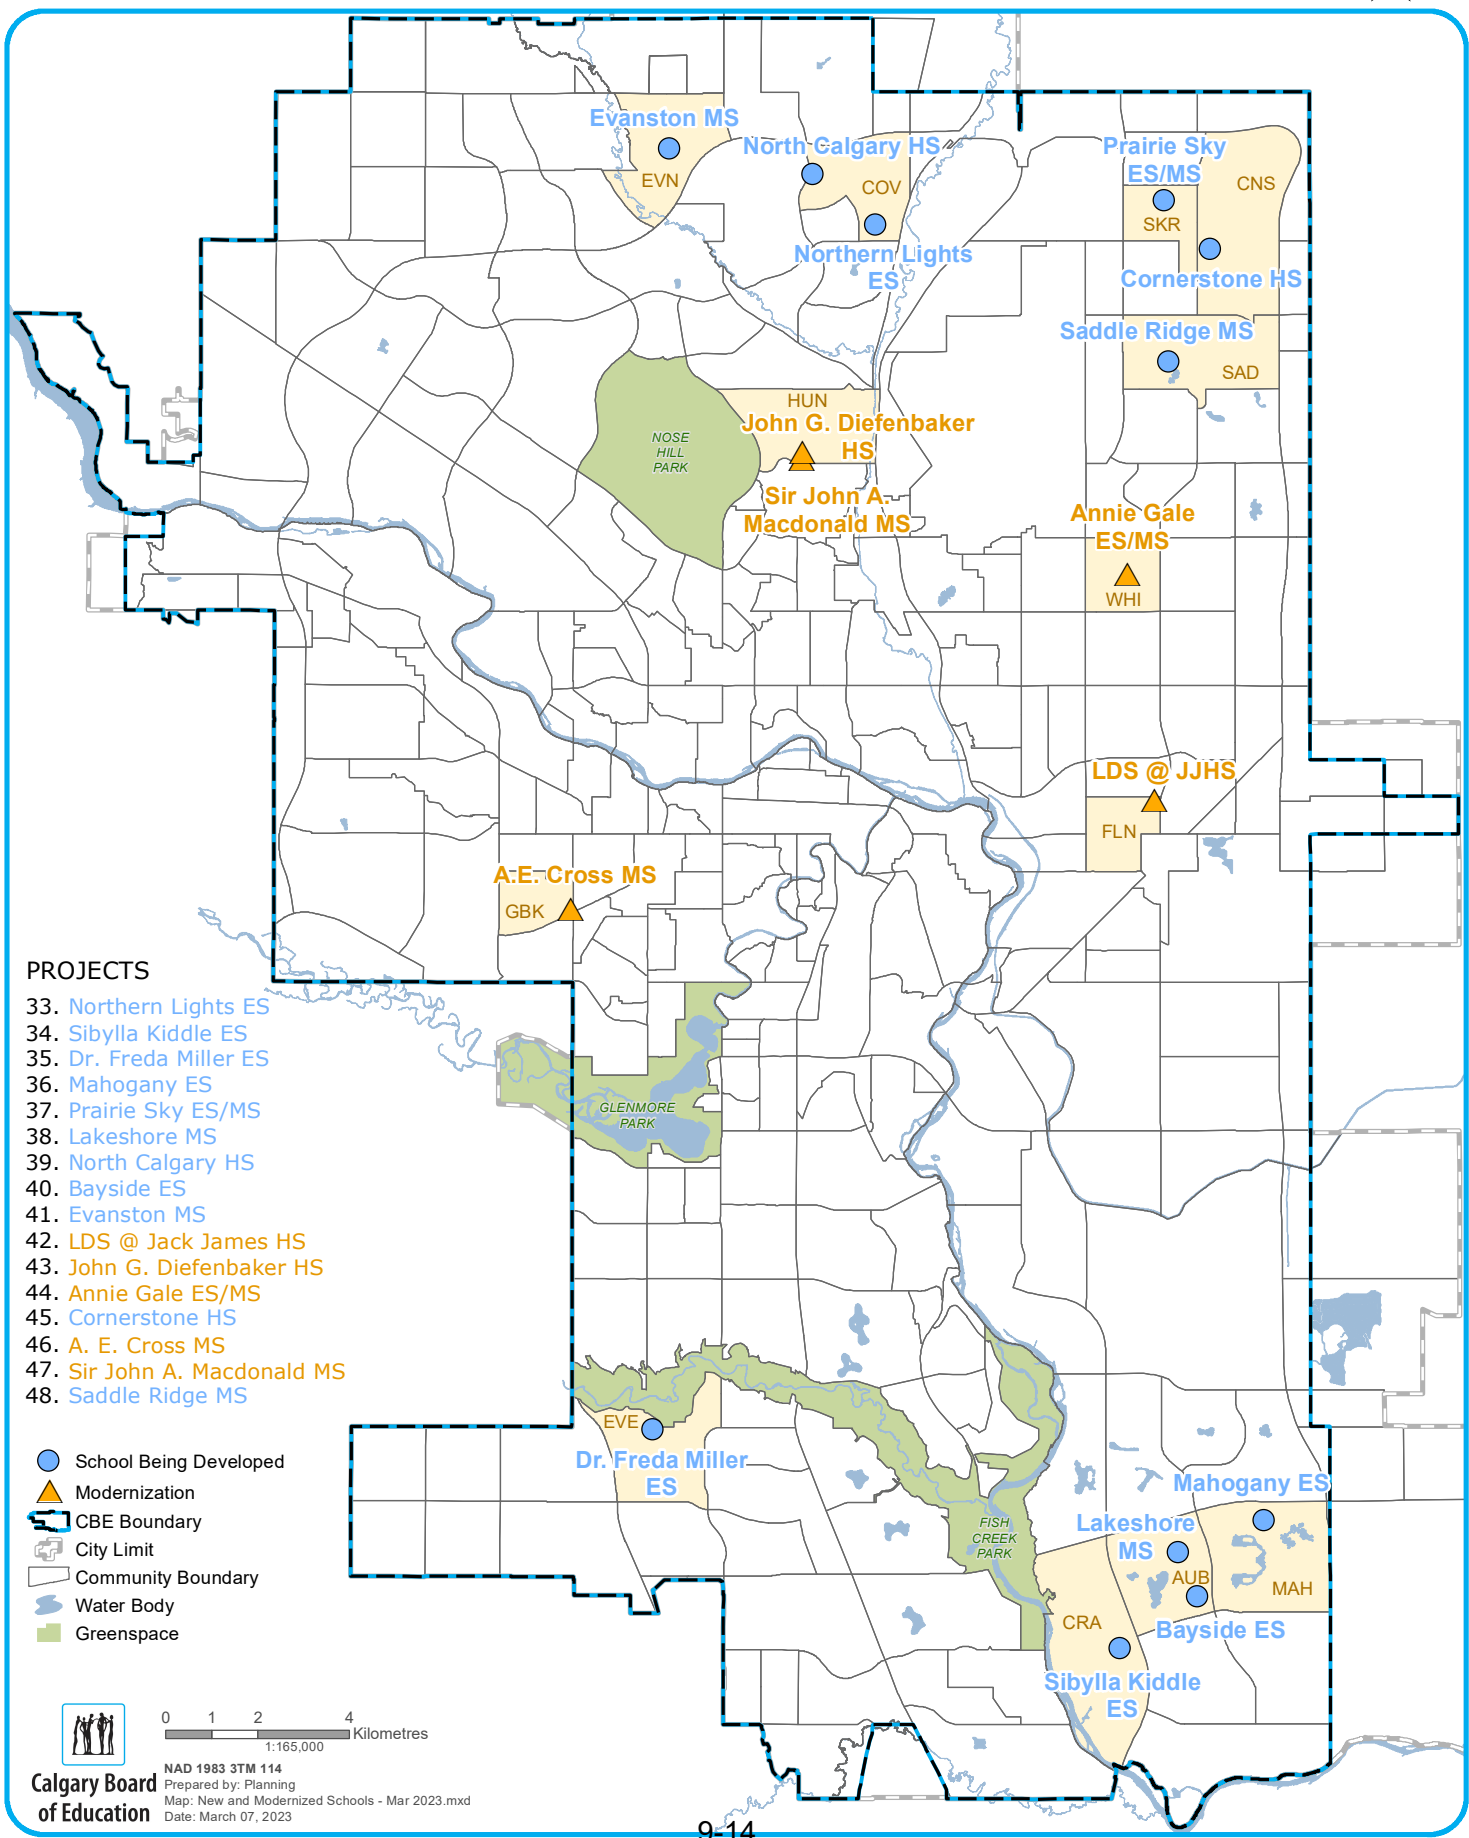 Evanston MS
North Calgary HS
Prairie Sky
ES/MS
EVN
COV
CNS
SKR
Northern Lights
ES
Cornerstone HS
Saddle Ridge MS
SAD
HUN
John G. Diefenbaker
HS
NOSE
HILL
PARK
Sir John A.
Macdonald MS
Annie Gale
ES/MS
WHI
LDS @ JJHS
FLN
A.E. Cross MS
GBK
PROJECTS
33. Northern Lights ES
34. Sibylla Kiddle ES
35. Dr. Freda Miller ES
36. Mahogany ES
37. Prairie Sky ES/MS
38. Lakeshore MS
39. North Calgary HS
40. Bayside ES
41. Evanston MS
42. LDS @ Jack James HS
43. John G. Diefenbaker HS
44. Annie Gale ES/MS
45. Cornerstone HS
46. A. E. Cross MS
47. Sir John A. Macdonald MS
48. Saddle Ridge MS
GLENMORE
PARK
EVE
Dr. Freda Miller
ES
Mahogany ES
Lakeshore
MS
FISH
CREEK
PARK
AUB
MAH
CRA
Bayside ES
Sibylla Kiddle
ES
School Being Developed
Modernization
CBE Boundary
City Limit
Community Boundary
Water Body
Greenspace
0 1 2 4
Kilometres
1:165,000
Calgary Board
of Education
NAD 1983 3TM 114
Prepared by: Planning
Map: New and Modernized Schools - Mar 2023.mxd
Date: March 07, 2023
9-14